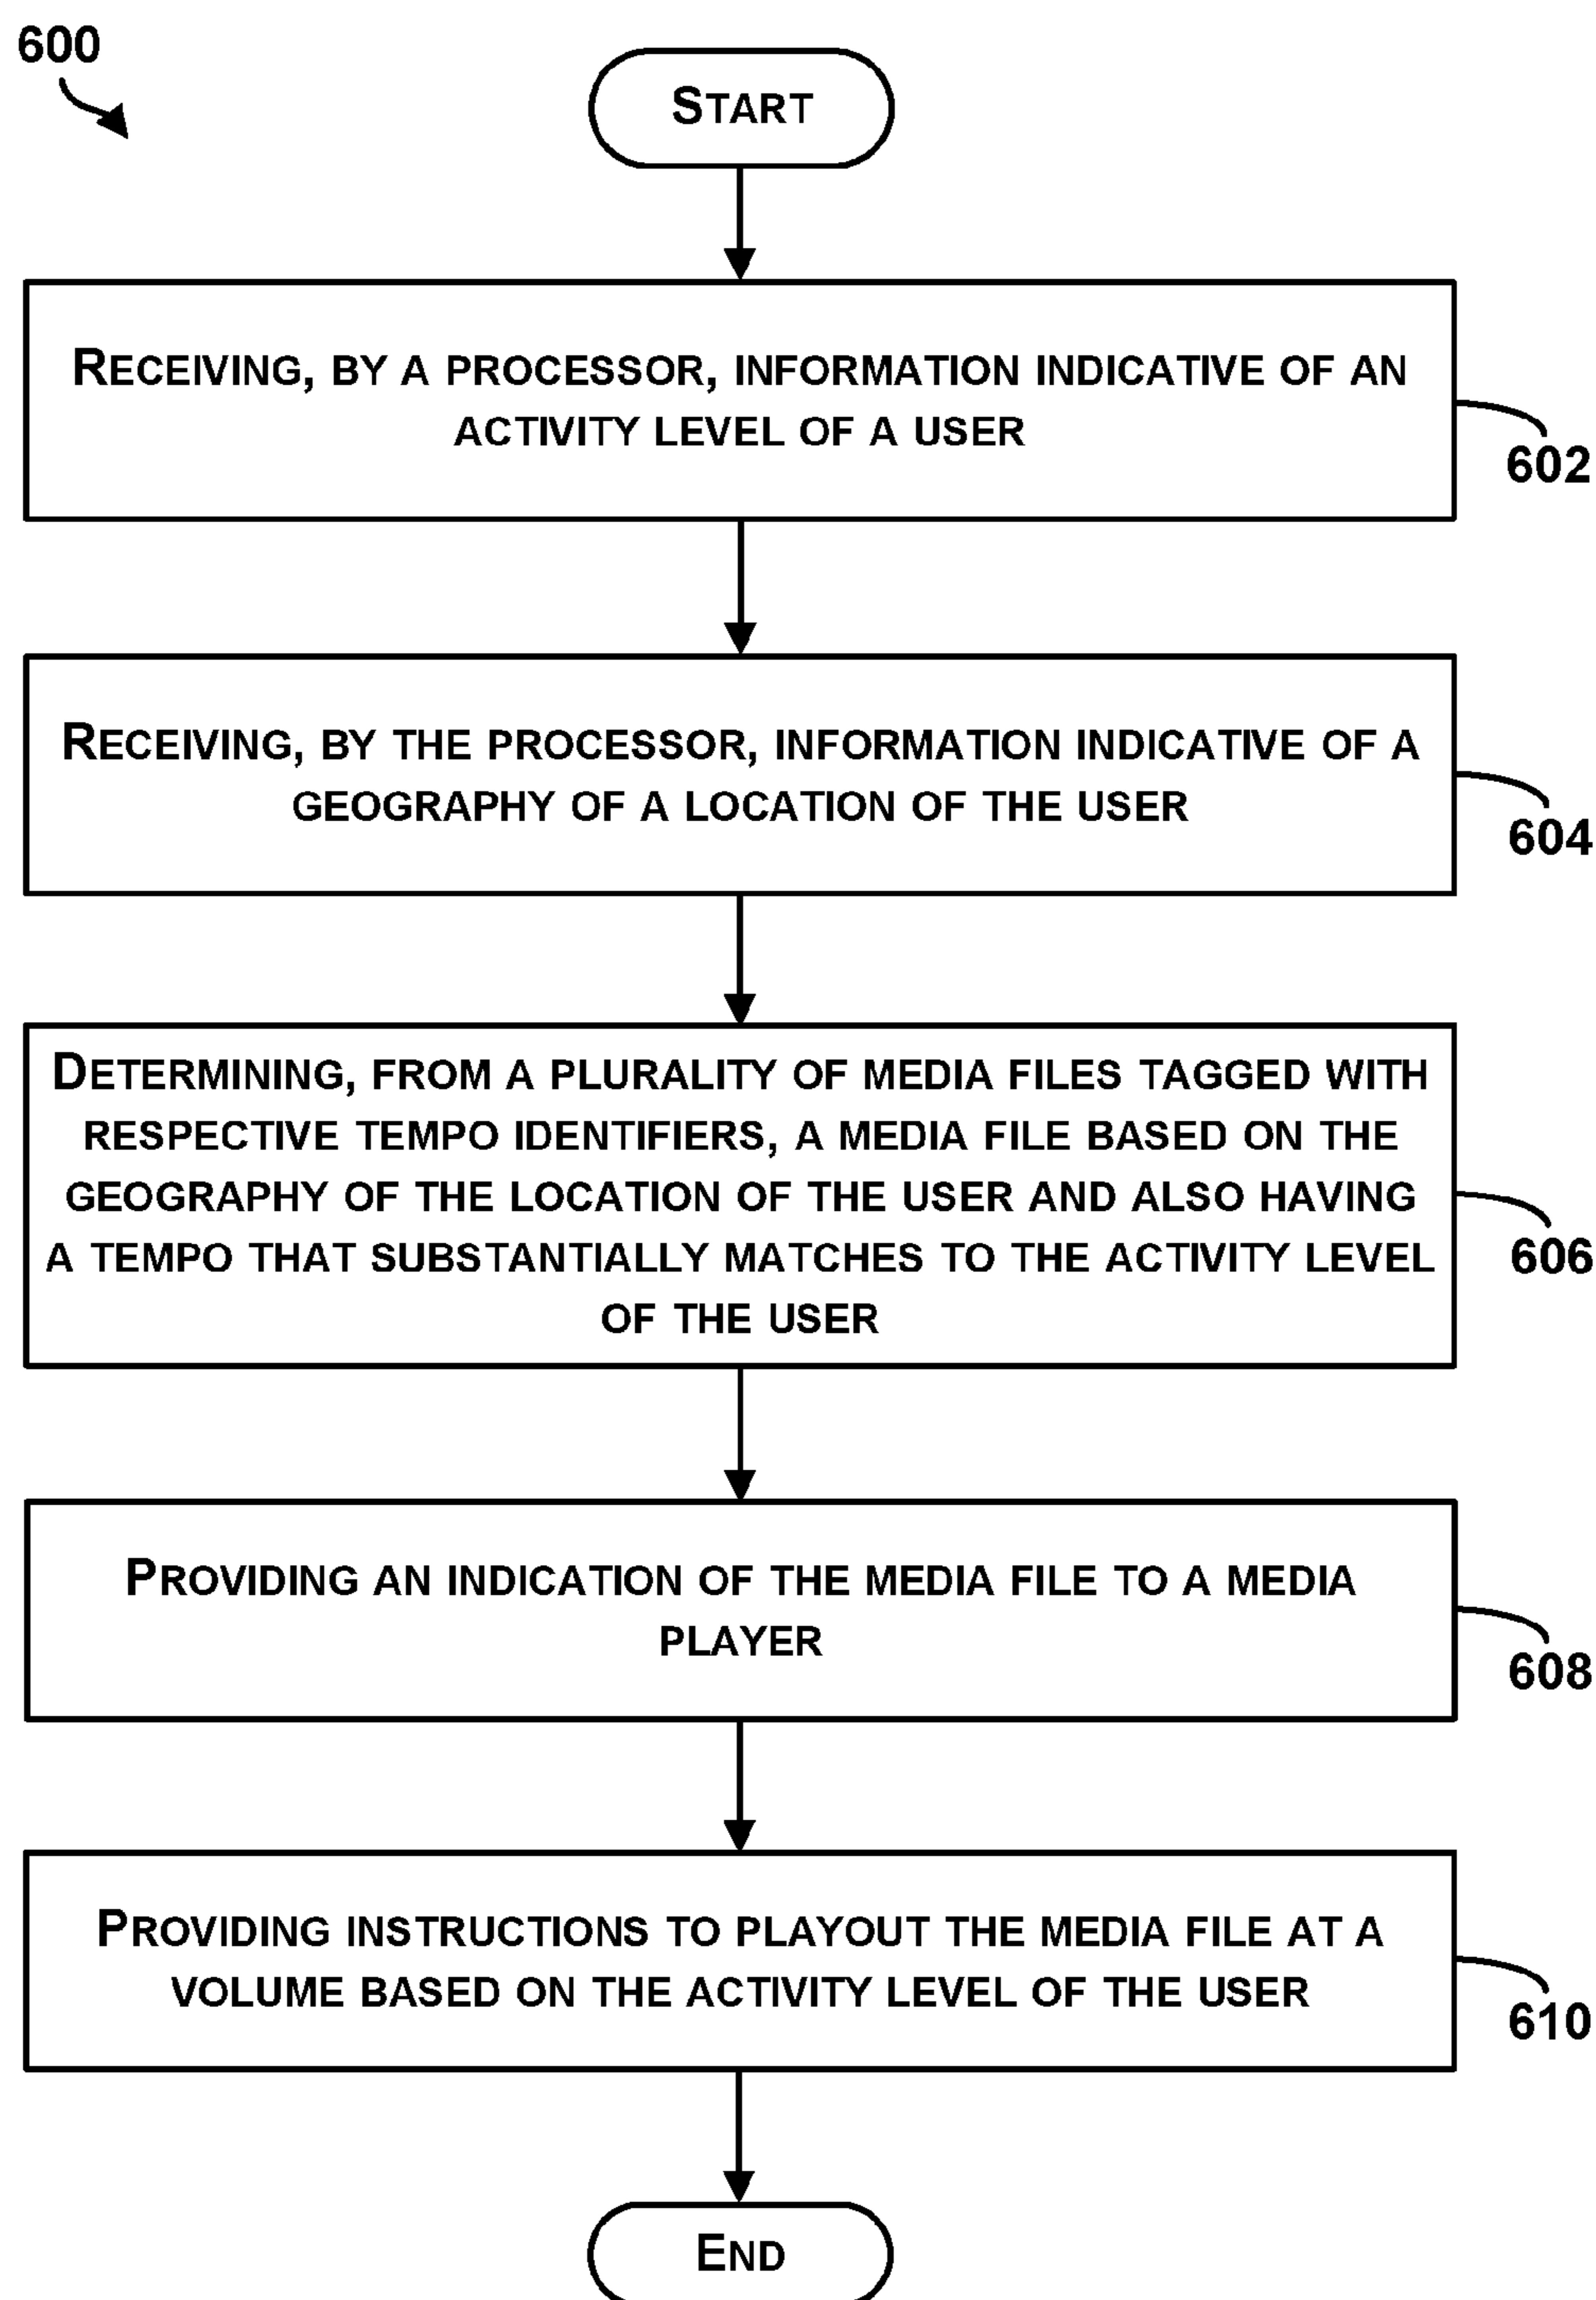 600
START
RECEIVING, BY A PROCESSOR, INFORMATION INDICATIVE OF AN
ACTIVITY LEVEL OF A USER
602
RECEIVING, BY THE PROCESSOR, INFORMATION INDICATIVE OF A
GEOGRAPHY OF A LOCATION OF THE USER
604
DETERMINING, FROM A PLURALITY OF MEDIA FILES TAGGED WITH
RESPECTIVE TEMPO IDENTIFIERS, A MEDIA FILE BASED ON THE
GEOGRAPHY OF THE LOCATION OF THE USER AND ALSO HAVING
A TEMPO THAT SUBSTANTIALLY MATCHES TO THE ACTIVITY LEVEL
OF THE USER
606
PROVIDING AN INDICATION OF THE MEDIA FILE TO A MEDIA
PLAYER
608
PROVIDING INSTRUCTIONS TO PLAYOUT THE MEDIA FILE AT A
VOLUME BASED ON THE ACTIVITY LEVEL OF THE USER
610
END